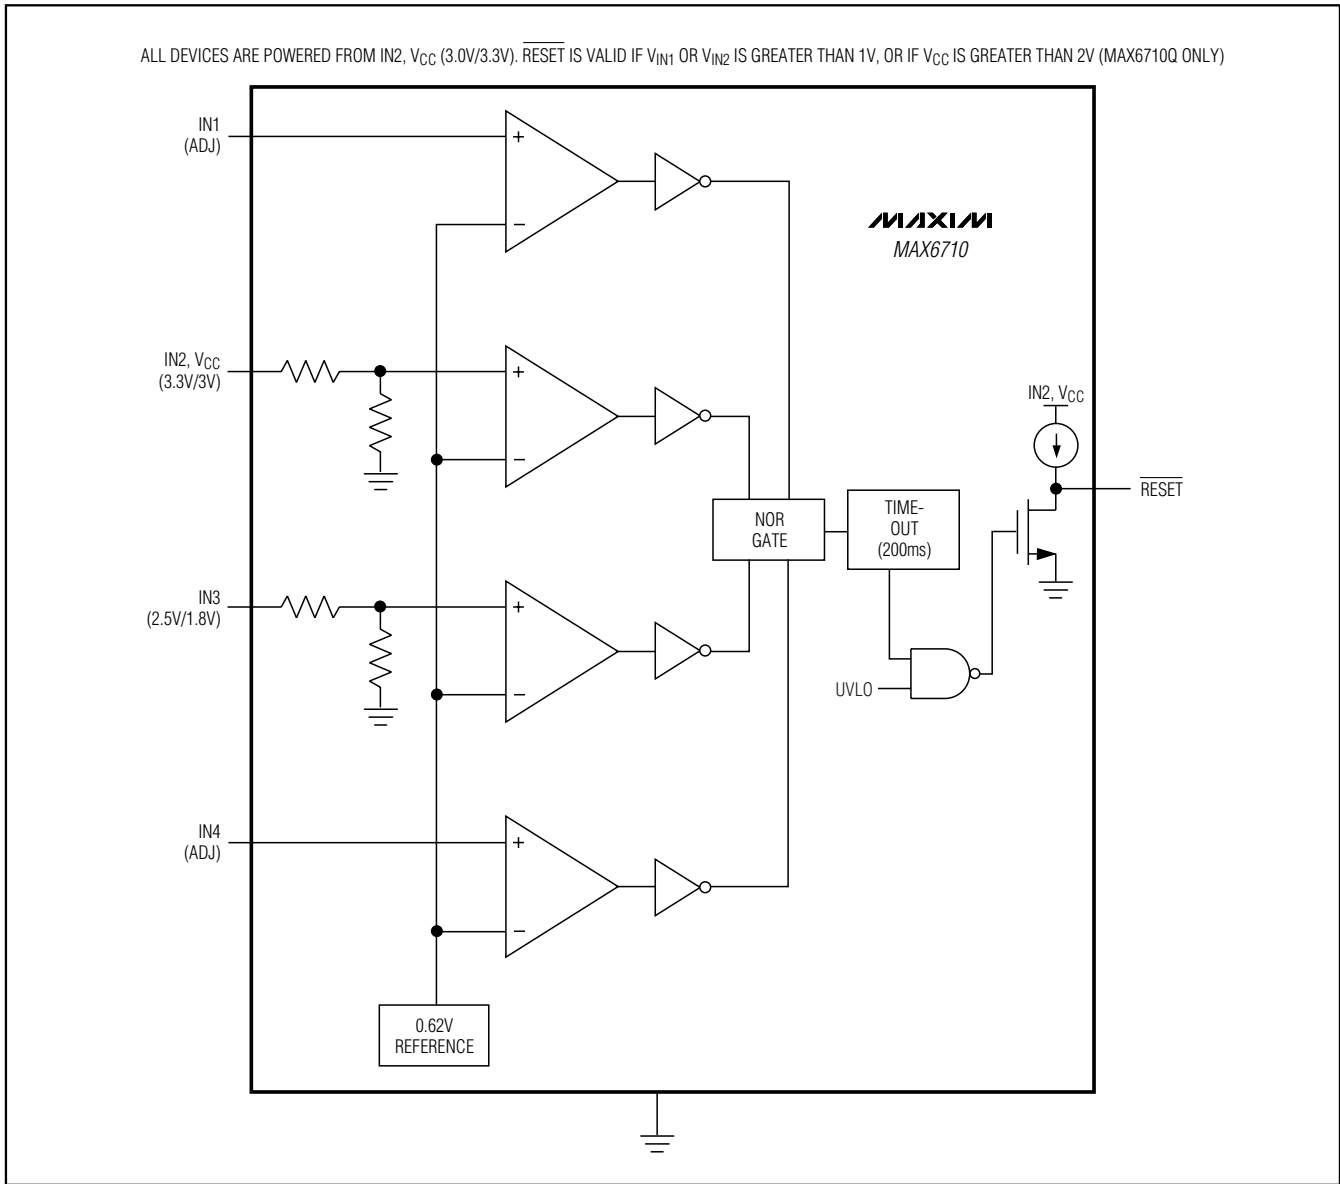 ALL DEVICES ARE POWERED FROM IN2, VCC (3.0V/3.3V). RESET IS VALID IF VIN1 OR VIN2 IS GREATER THAN 1V, OR IF VCC IS GREATER THAN 2V (MAX6710Q ONLY)
IN1
(ADJ)
+
−
MAXIM
MAX6710
IN2, VCC
(3.3V/3V)
+
−
IN2, VCC
RESET
NOR
GATE
TIME-
OUT
(200ms)
IN3
(2.5V/1.8V)
+
−
UVLO
IN4
(ADJ)
+
−
0.62V
REFERENCE